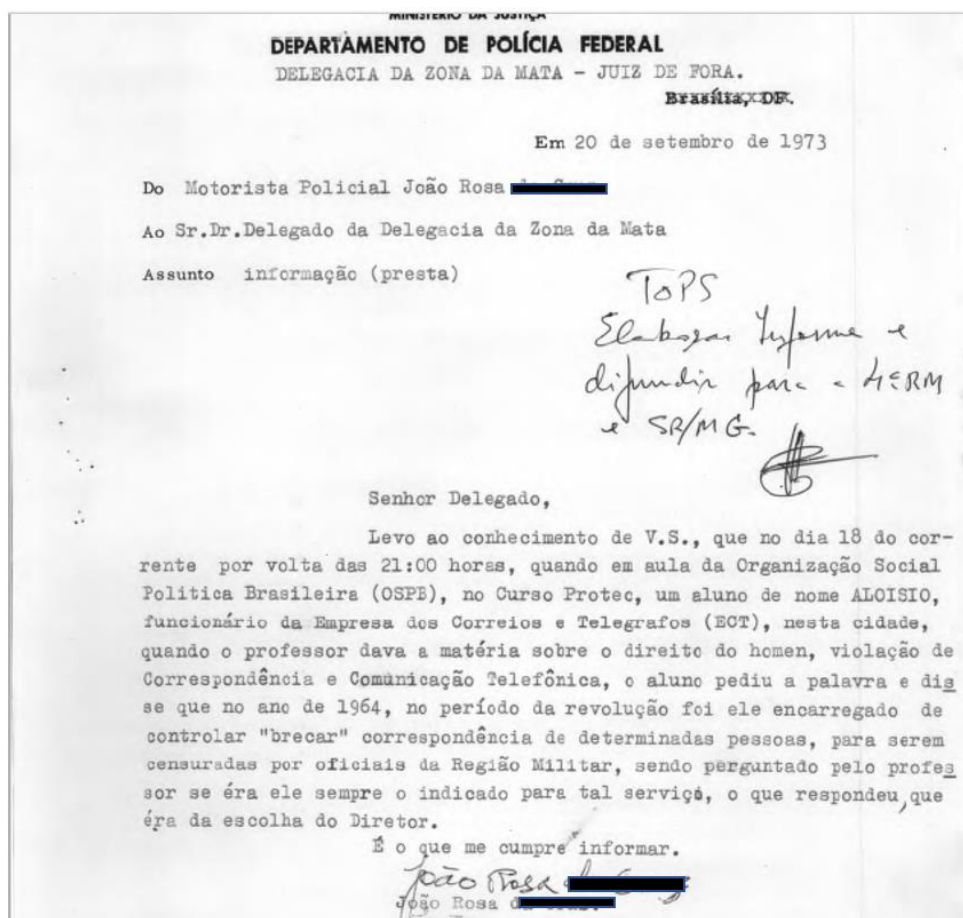 MINISTÉRIO DA JUSTIÇA
DEPARTAMENTO DE POLÍCIA FEDERAL
DELEGACIA DA ZONA DA MATA - JUIZ DE FORA.
Brasília, DF.
Em 20 de setembro de 1973
Do Motorista Policial João Rosa
Ao Sr.Dr.Delegado da Delegacia da Zona da Mata
Assunto informação (presta)
TOPS
Elaborar Informe e
difundir para a 4ªRM
e SR/MG.
Senhor Delegado,
Levo ao conhecimento de V.S., que no dia 18 do cor-
rente por volta das 21:00 horas, quando em aula da Organização Social
Politica Brasileira (OSPE), no Curso Protec, um aluno de nome ALOISIO,
funcionário da Empresa dos Correios e Telegrafos (ECT), nesta cidade,
quando o professor dava a matéria sobre o direito do homen, violação de
Correspondência e Comunicação Telefônica, o aluno pediu a palavra e dis
se que no ano de 1964, no período da revolução foi ele encarregado de
controlar "brecar" correspondência de determinadas pessoas, para serem
censuradas por oficiais da Região Militar, sendo perguntado pelo profes
sor se éra ele sempre o indicado para tal serviço, o que respondeu,que
éra da escolha do Diretor.
É o que me cumpre informar.
João Rosa
João Rosa